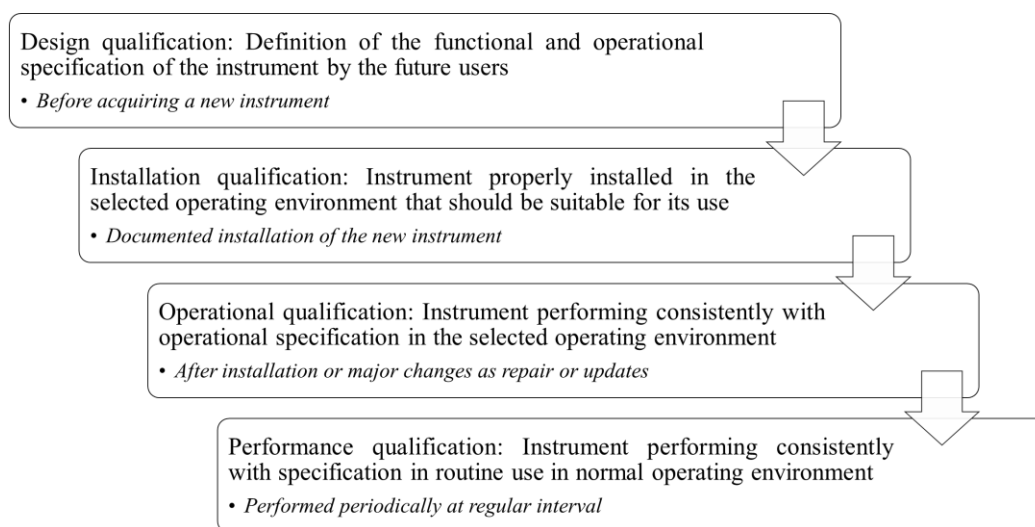 Design qualification: Definition of the functional and operational
specification of the instrument by the future users
• Before acquiring a new instrument
Installation qualification: Instrument properly installed in the
selected operating environment that should be suitable for its use
• Documented installation of the new instrument
Operational qualification: Instrument performing consistently with
operational specification in the selected operating environment
• After installation or major changes as repair or updates
Performance qualification: Instrument performing consistently
with specification in routine use in normal operating environment
• Performed periodically at regular interval